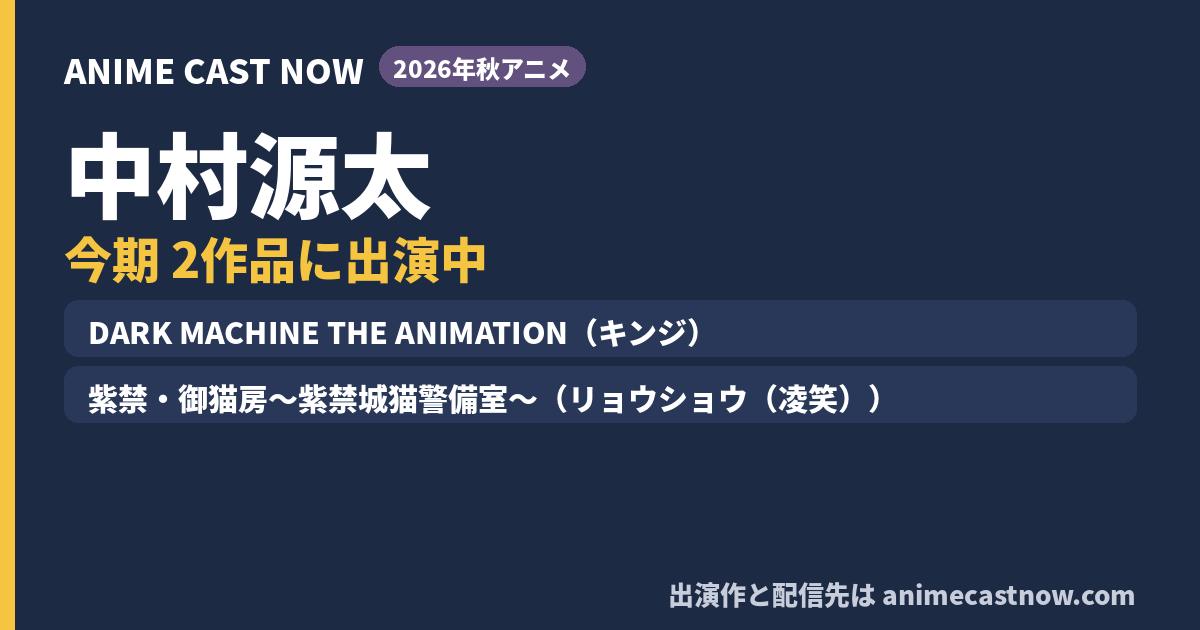 ANIME CAST NOW 2026年秋アニメ
中村源太
今期 2作品に出演中
DARK MACHINE THE ANIMATION（キンジ）
紫禁・御猫房～紫禁城猫警備室～（リョウショウ（凌笑））
出演作と配信先は animecastnow.com